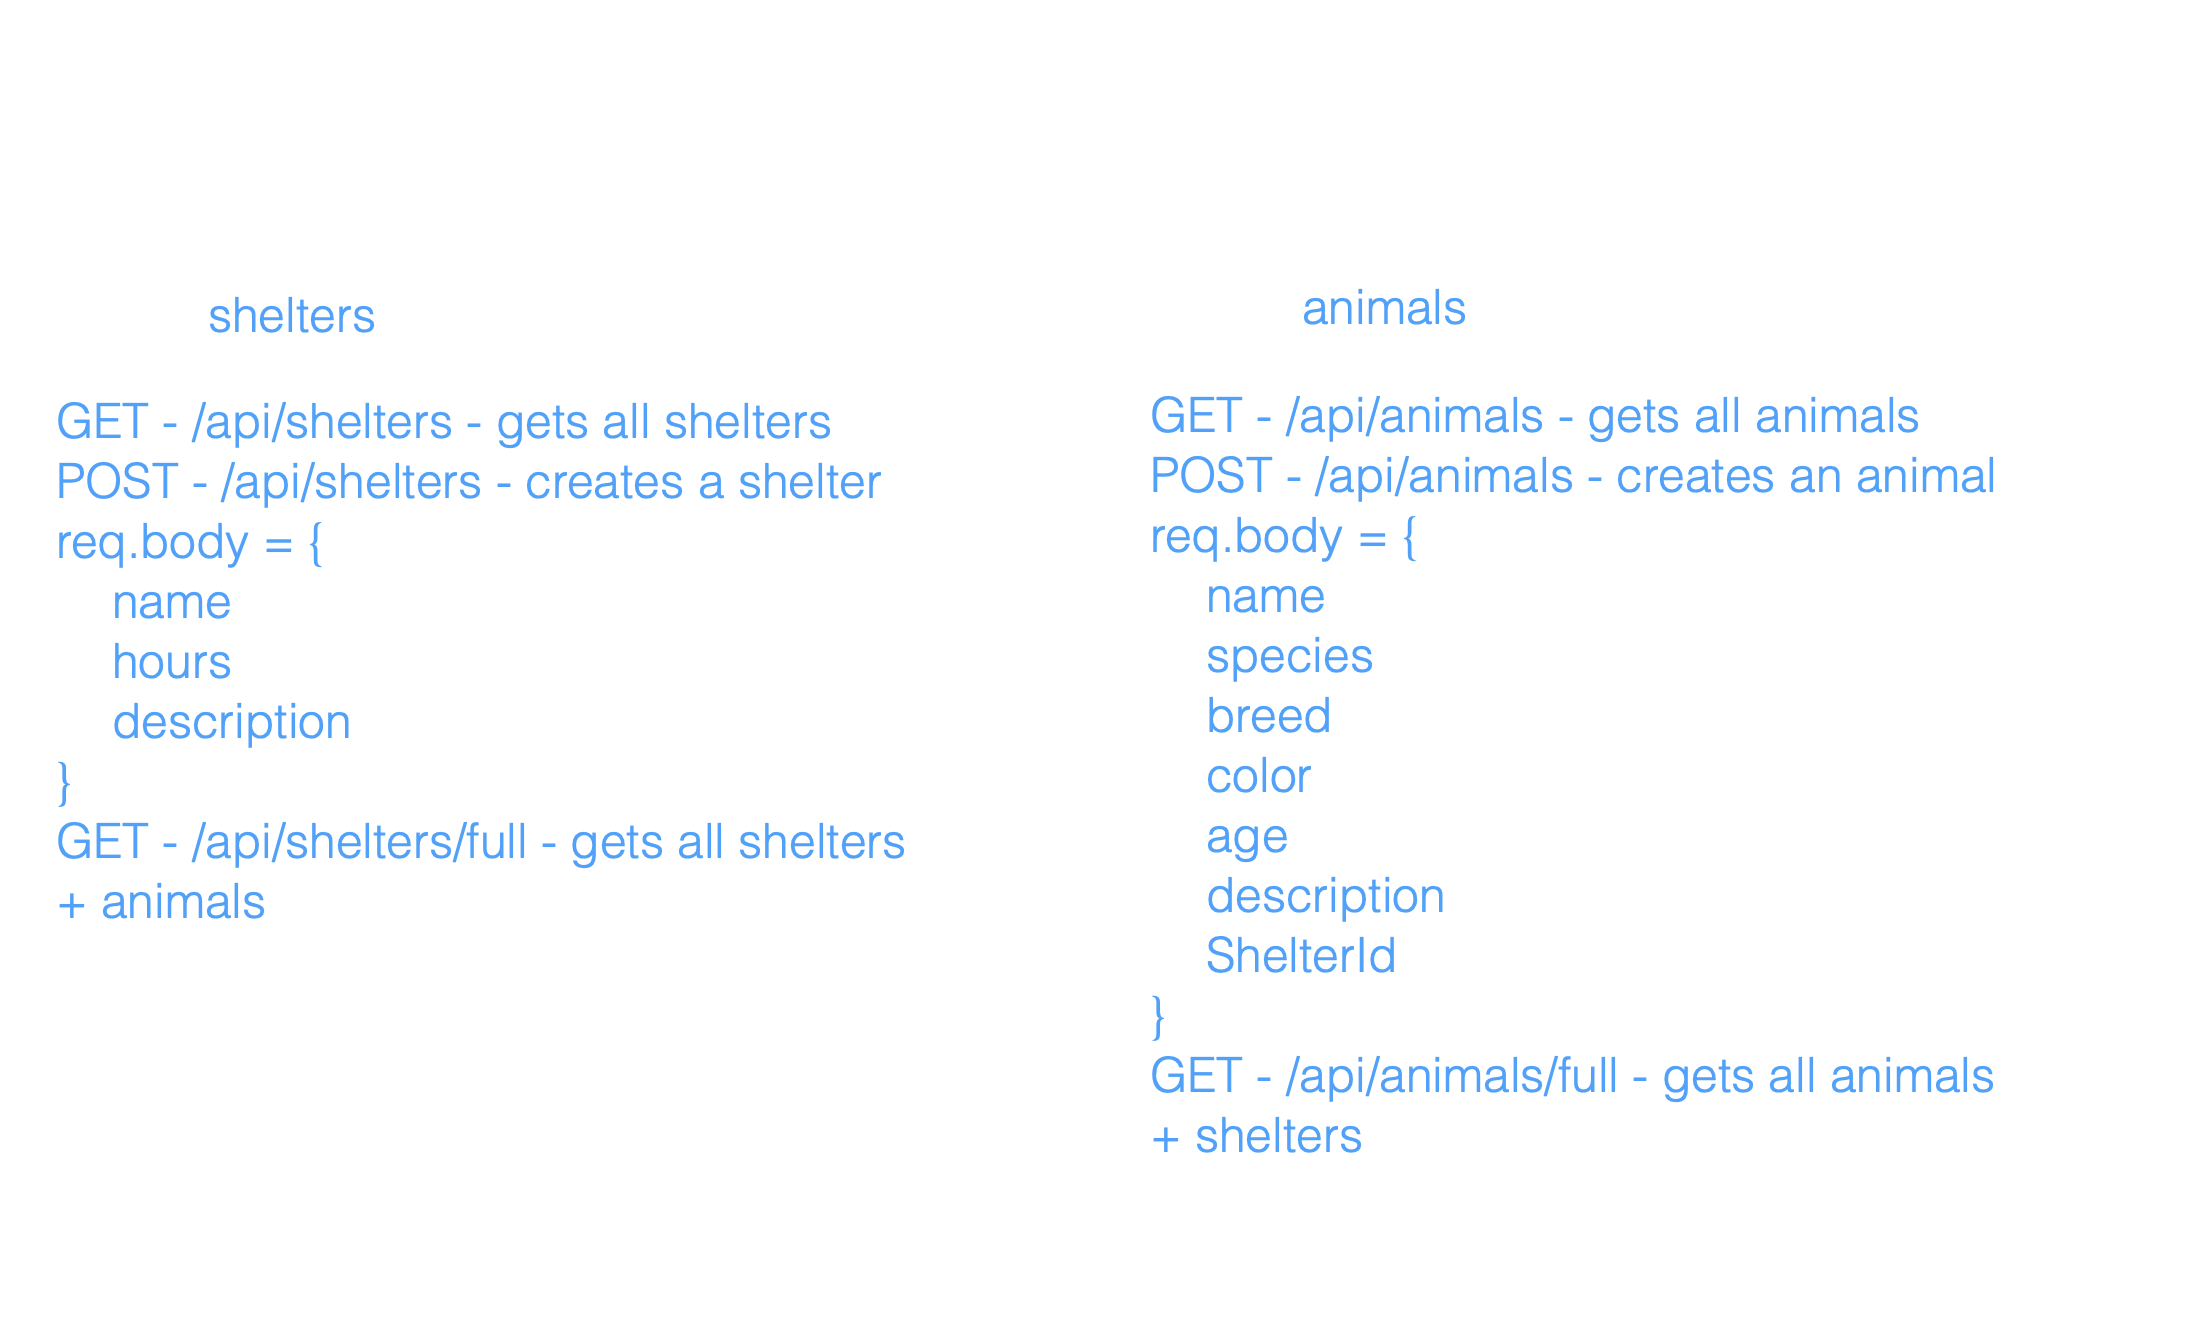 shelters
GET - /api/shelters - gets all shelters
POST - /api/shelters - creates a shelter
req.body = {
name
hours
description
}
GET - /api/shelters/full - gets all shelters
+ animals
animals
GET - /api/animals - gets all animals
POST - /api/animals - creates an animal
req.body = {
name
species
breed
color
age
description
ShelterId
}
GET - /api/animals/full - gets all animals
+ shelters